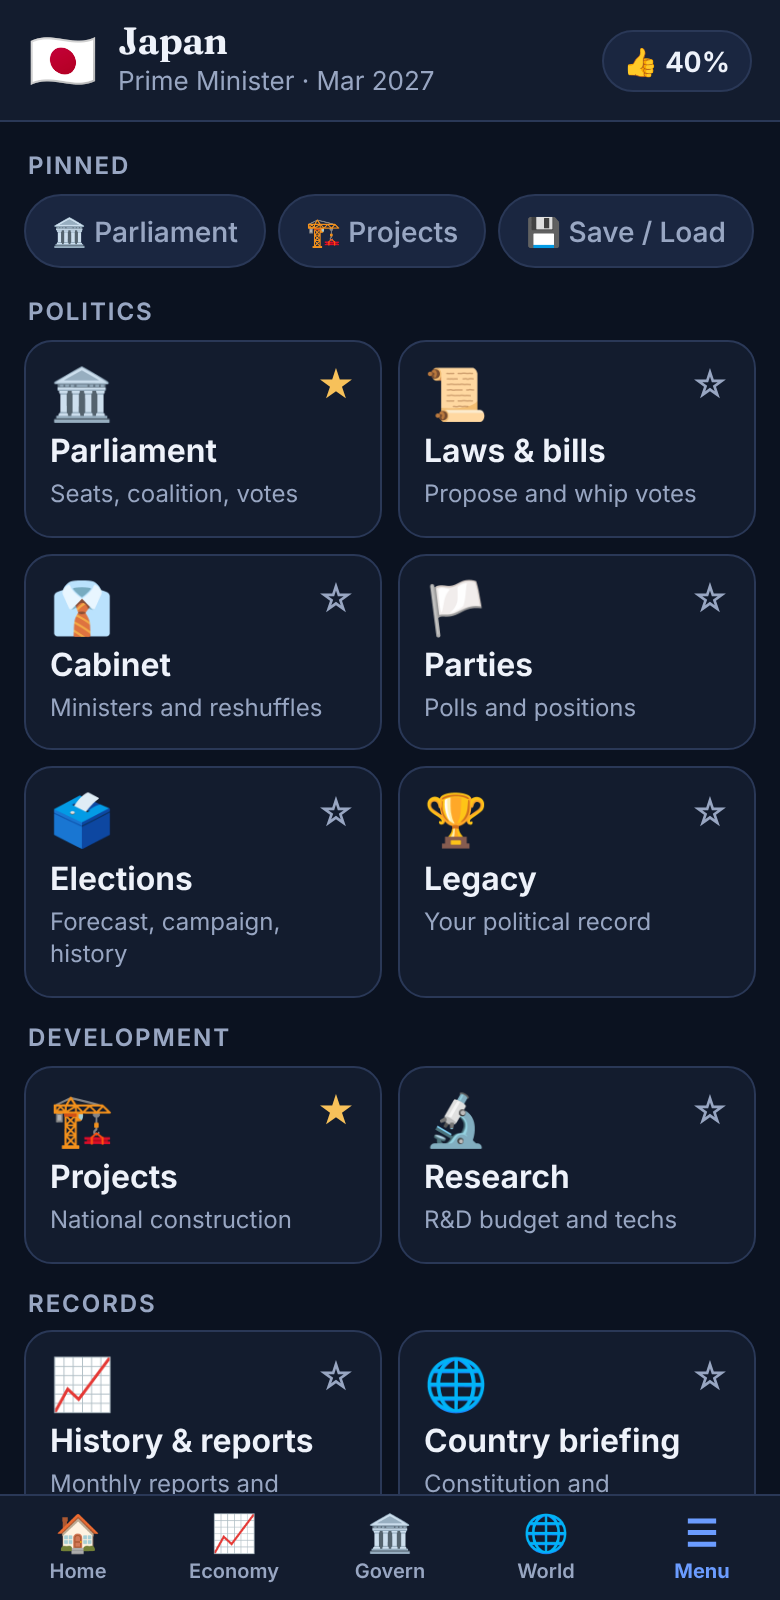 Japan
Prime Minister · Mar 2027
👍 40%
PINNED
🏛️ Parliament
🏗️ Projects
💾 Save / Load
POLITICS
Parliament
Seats, coalition, votes
Laws & bills
Propose and whip votes
Cabinet
Ministers and reshuffles
Parties
Polls and positions
Elections
Forecast, campaign,
history
Legacy
Your political record
DEVELOPMENT
Projects
National construction
Research
R&D budget and techs
RECORDS
History & reports
Monthly reports and
Country briefing
Constitution and
Home
Economy
Govern
World
Menu